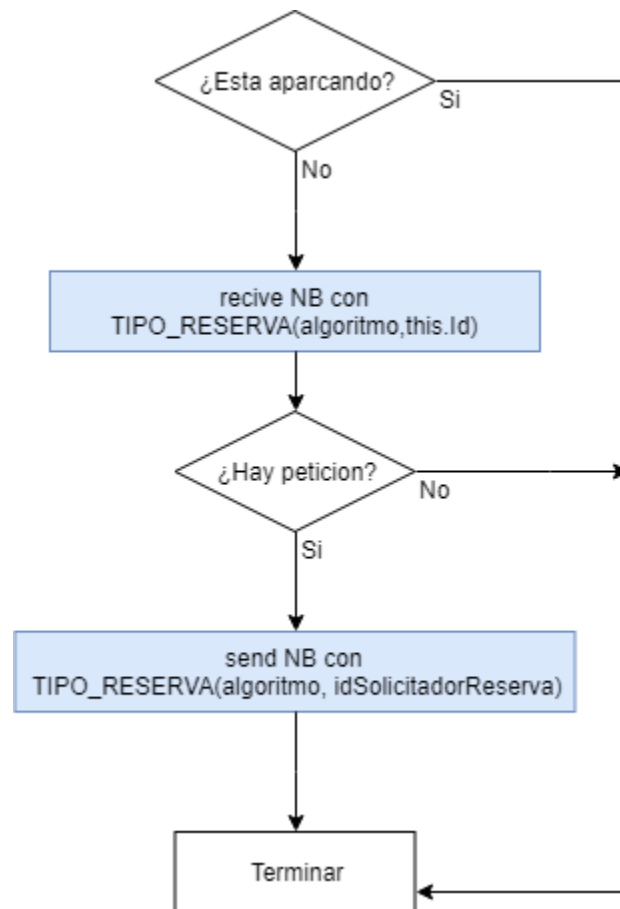 ¿Esta aparcando?
Si
No
recive NB con
TIPO_RESERVA(algoritmo,this.Id)
¿Hay peticion?
No
Si
send NB con
TIPO_RESERVA(algoritmo, idSolicitadorReserva)
Terminar